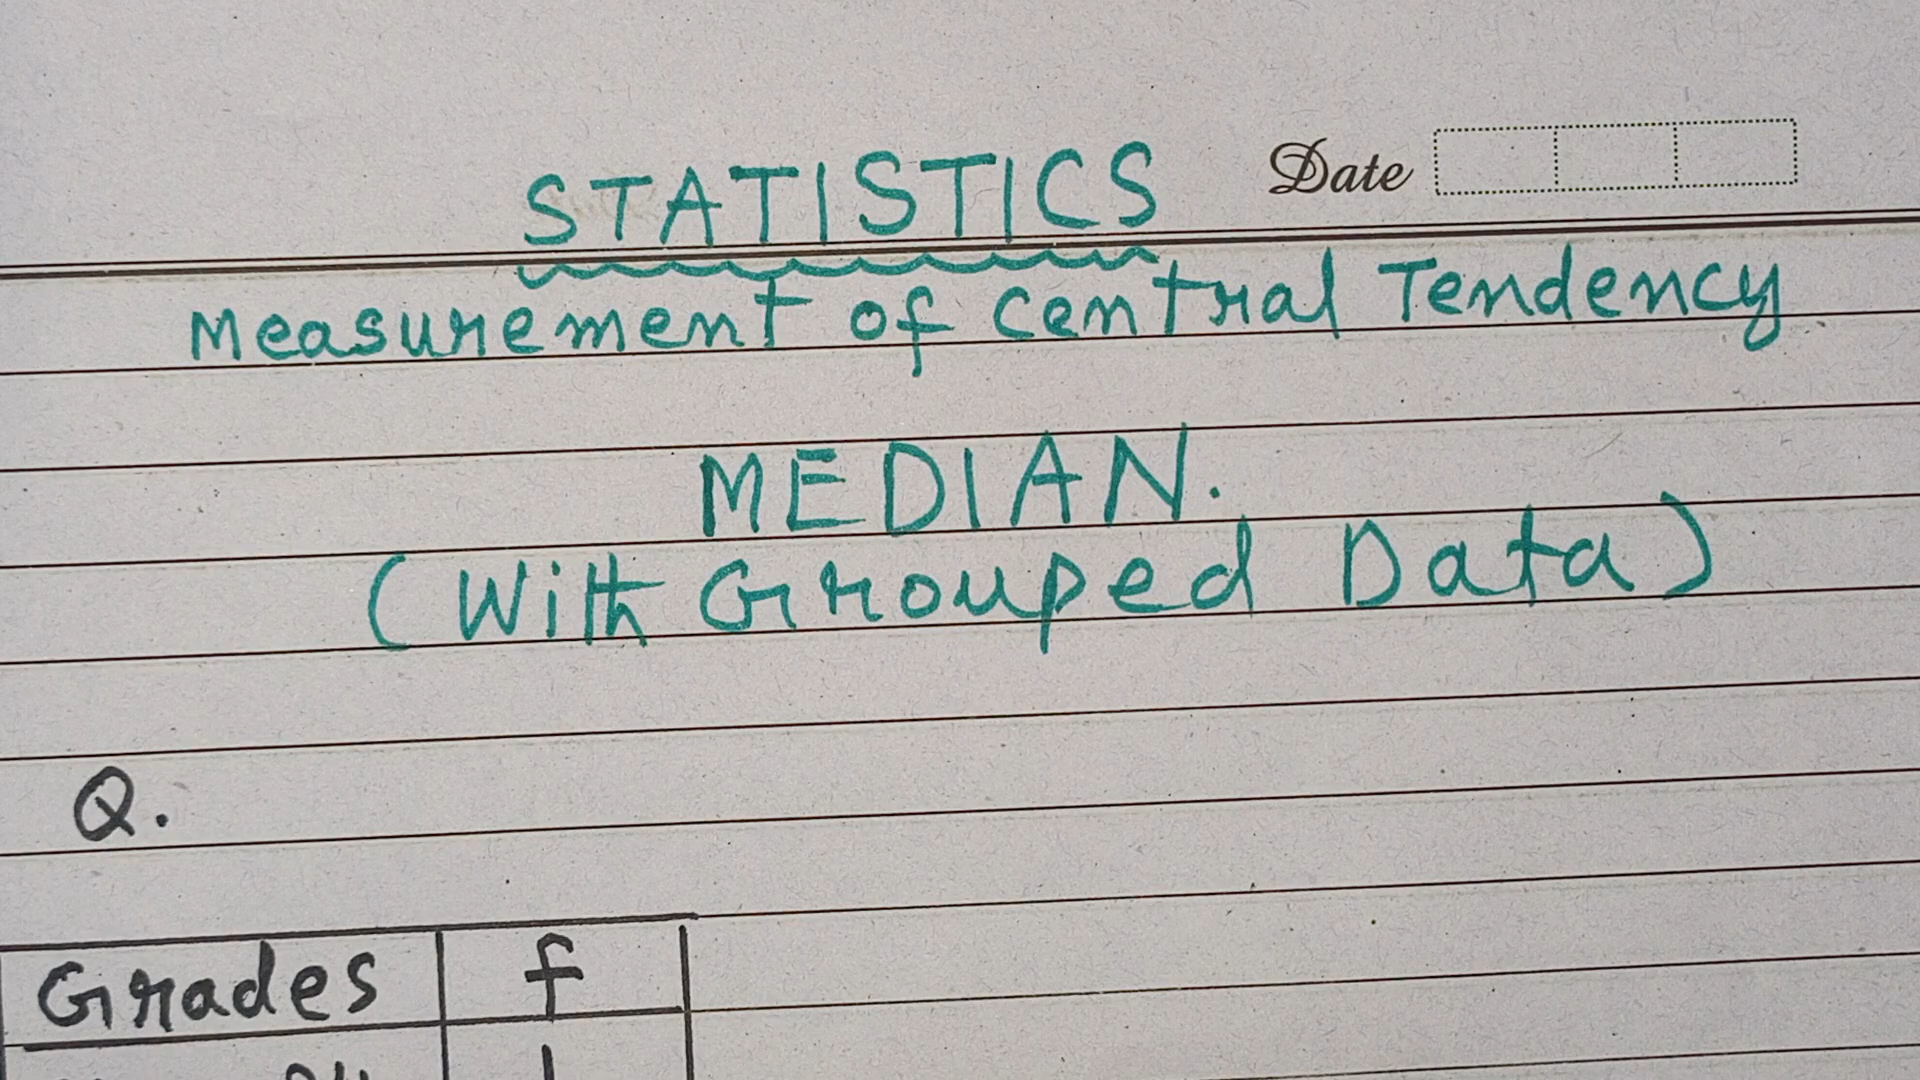 STATISTICS
Date
Measurement of Central Tendency
MEDIAN.
(With Grouped Data)
Q.
Grades f